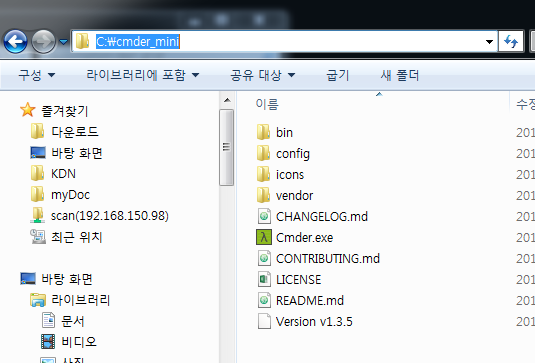 C:₩cmder_mini
구성
라이브러리에 포함
공유 대상
굽기
새 폴더
즐겨찾기
다운로드
바탕 화면
KDN
myDoc
scan(192.168.150.98)
최근 위치
바탕 화면
라이브러리
문서
비디오
사진
이름
수정
bin
201
config
201
icons
201
vendor
201
CHANGELOG.md
201
Cmder.exe
201
CONTRIBUTING.md
201
LICENSE
201
README.md
201
Version v1.3.5
201